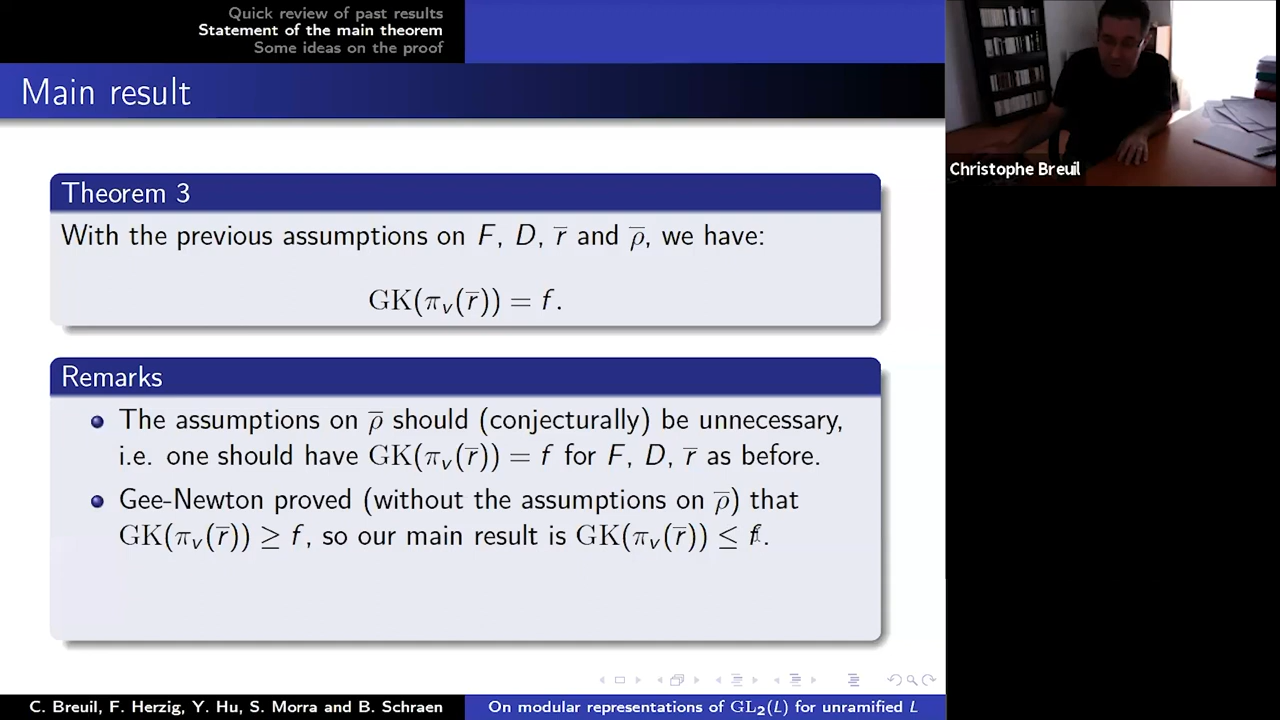 Quick review of past results
Statement of the main theorem
Some ideas on the proof
Main result
Theorem 3
With the previous assumptions on F, D, r̅ and ρ̅, we have:
GK(π_v(r̅)) = f.
Remarks
The assumptions on ρ̅ should (conjecturally) be unnecessary,
i.e. one should have GK(π_v(r̅)) = f for F, D, r̅ as before.
Gee-Newton proved (without the assumptions on ρ̅) that
GK(π_v(r̅)) ≥ f, so our main result is GK(π_v(r̅)) ≤ f.
C. Breuil, F. Herzig, Y. Hu, S. Morra and B. Schraen
On modular representations of GL₂(L) for unramified L
Christophe Breuil